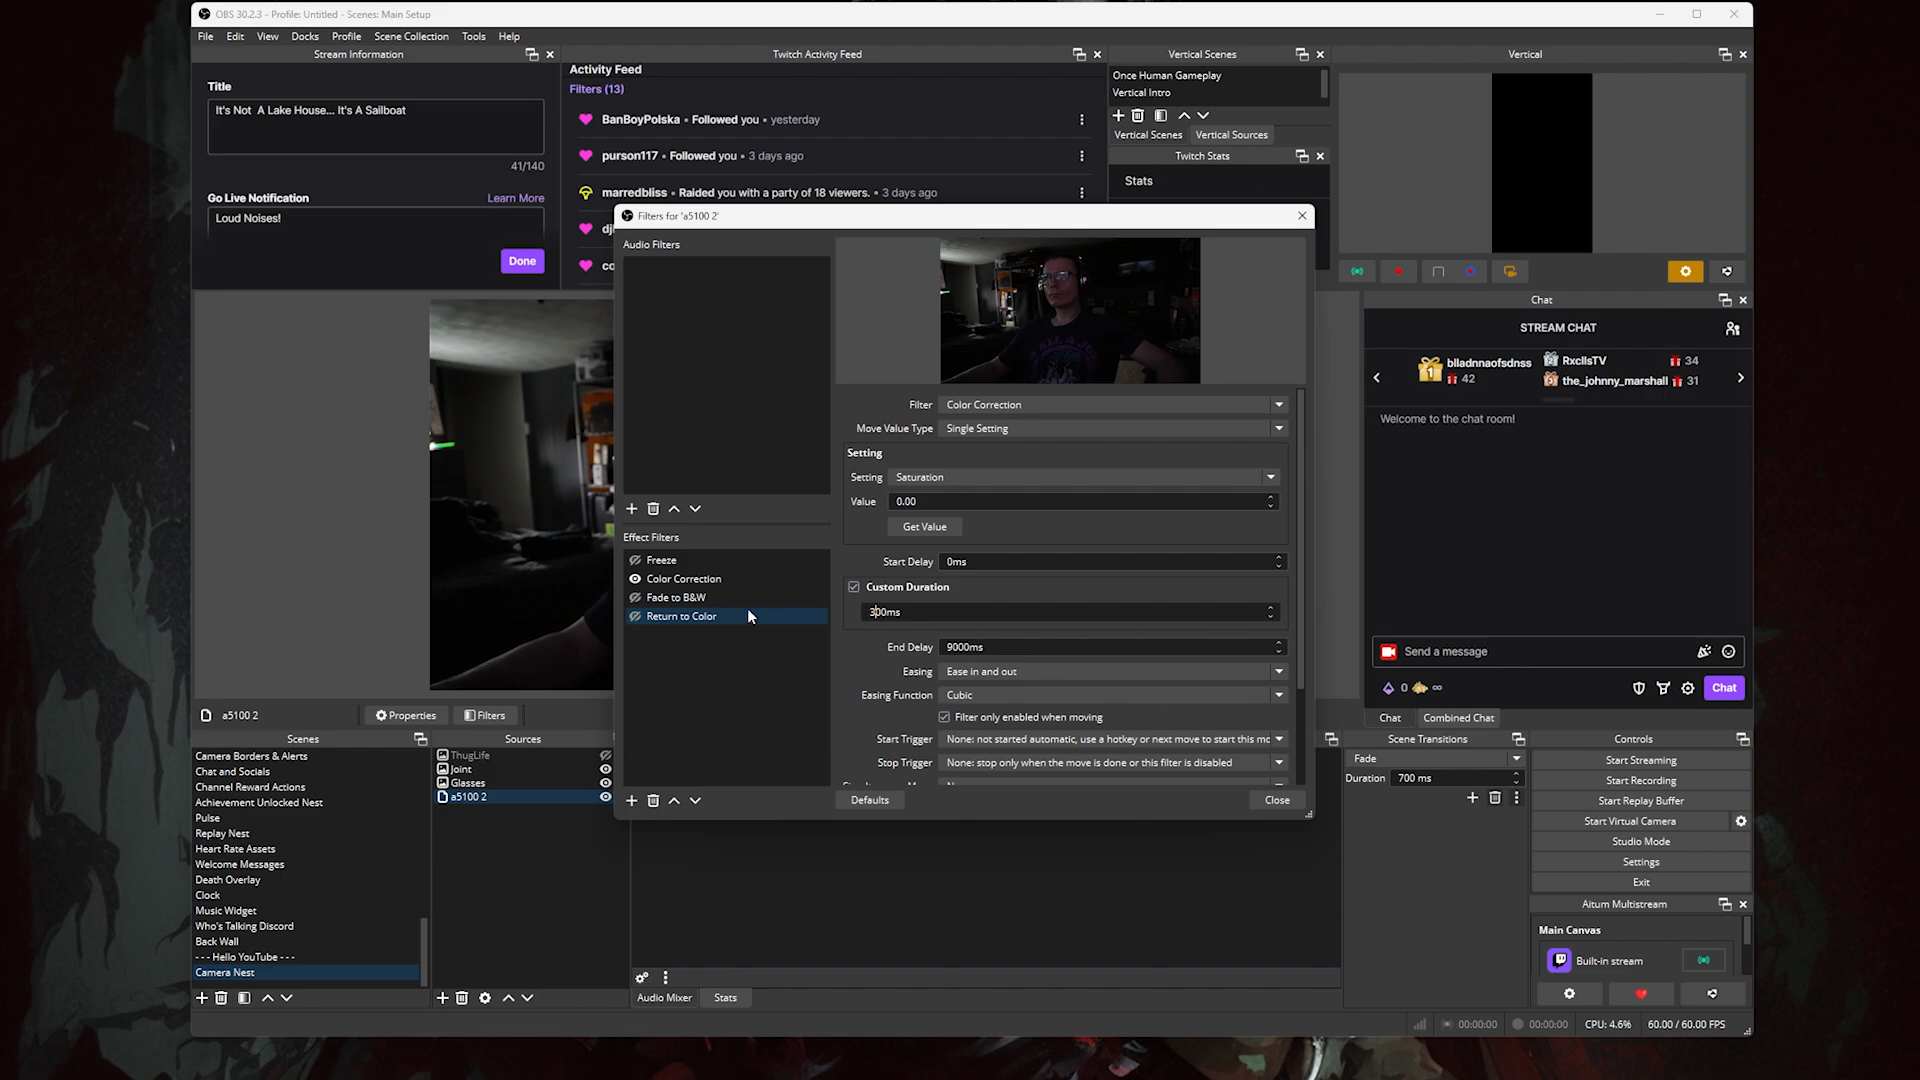 OBS 30.2.3 - Profile: Untitled - Scenes: Main Setup
File Edit View Docks Profile Scene Collection Tools Help
Stream Information
Title
It's Not A Lake House... It's A Sailboat
41/140
Go Live Notification Learn More
Loud Noises!
Done
Twitch Activity Feed
Activity Feed
Filters (13)
BanBoyPolska • Followed you • yesterday
purson117 • Followed you • 3 days ago
marredbliss • Raided you with a party of 18 viewers. • 3 days ago
Vertical Scenes
Once Human Gameplay
Vertical Intro
Vertical Scenes Vertical Sources
Twitch Stats
Stats
Vertical
Filters for 'a5100 2'
Audio Filters
Effect Filters
Freeze
Color Correction
Fade to B&W
Return to Color
Filter Color Correction
Move Value Type Single Setting
Setting
Setting Saturation
Value 0.00
Get Value
Start Delay 0ms
Custom Duration
300ms
End Delay 9000ms
Easing Ease in and out
Easing Function Cubic
Filter only enabled when moving
Start Trigger None: not started automatic, use a hotkey or next move to start this mo
Stop Trigger None: stop only when the move is done or this filter is disabled
Defaults Close
Chat
STREAM CHAT
1 blladnnaofsdnss 42
2 RxcllsTV 34
3 the_johnny_marshall 31
Welcome to the chat room!
Send a message
0 ∞ Chat
Chat Combined Chat
a5100 2 Properties Filters
Scenes
Camera Borders & Alerts
Chat and Socials
Channel Reward Actions
Achievement Unlocked Nest
Pulse
Replay Nest
Heart Rate Assets
Welcome Messages
Death Overlay
Clock
Music Widget
Who's Talking Discord
Back Wall
- - - Hello YouTube - - -
Camera Nest
Sources
ThugLife
Joint
Glasses
a5100 2
Audio Mixer Stats
Scene Transitions
Fade
Duration 700 ms
Controls
Start Streaming
Start Recording
Start Replay Buffer
Start Virtual Camera
Studio Mode
Settings
Exit
Aitum Multistream
Main Canvas
Built-in stream
00:00:00 00:00:00 CPU: 4.6% 60.00 / 60.00 FPS